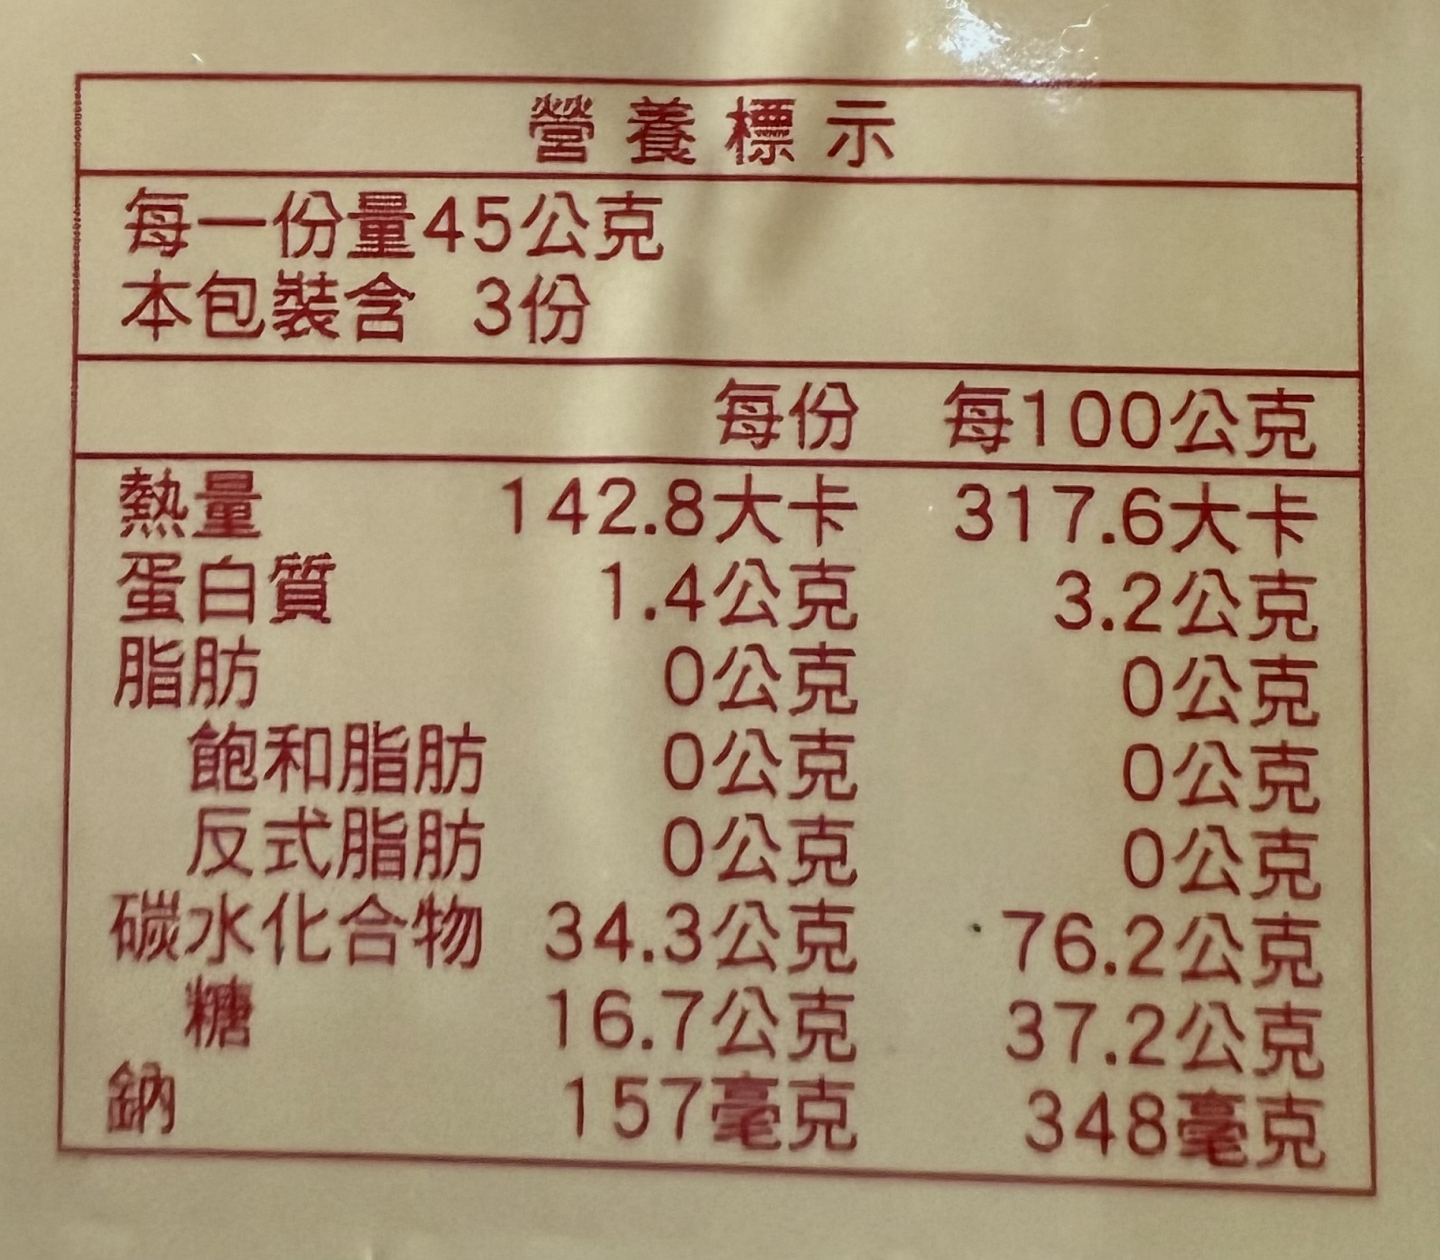 營養標示
每一份量45公克
本包裝含 3份
每份 每100公克
熱量 142.8大卡 317.6大卡
蛋白質 1.4公克 3.2公克
脂肪 0公克 0公克
飽和脂肪 0公克 0公克
反式脂肪 0公克 0公克
碳水化合物 34.3公克 76.2公克
糖 16.7公克 37.2公克
鈉 157毫克 348毫克